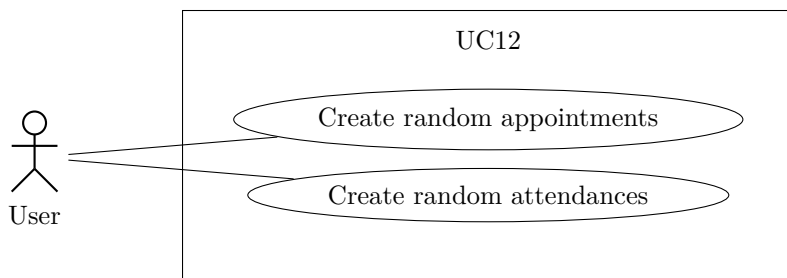 UC12
Create random appointments
Create random attendances
User